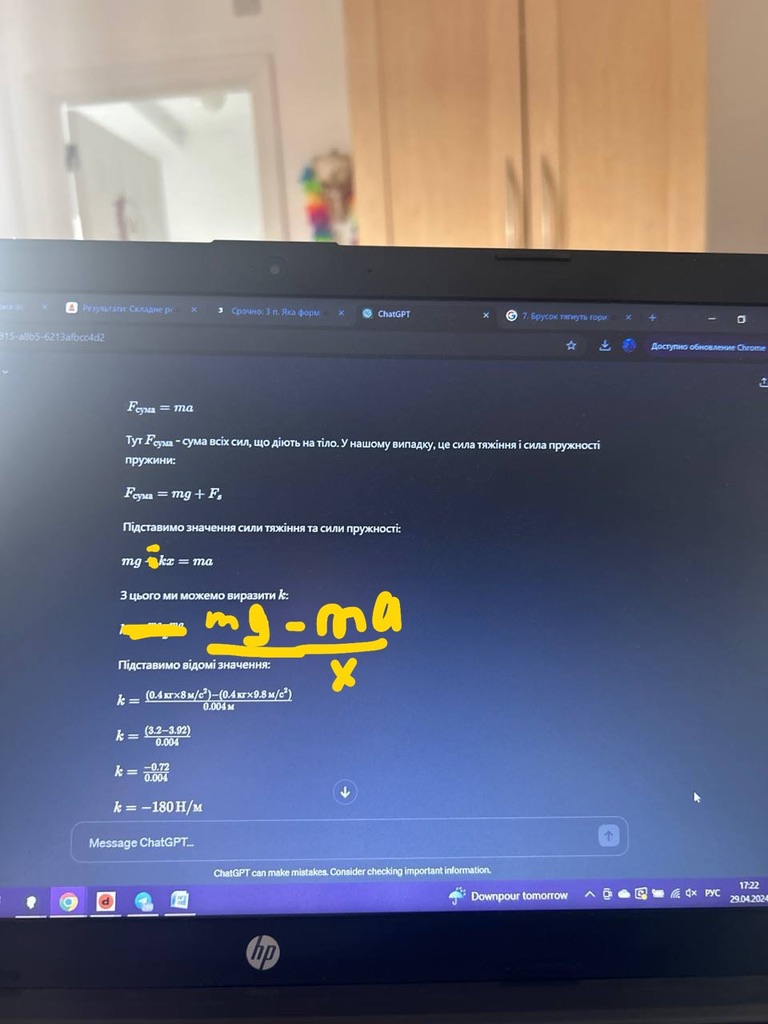 Результати: Складне
Срочно: 3 п. Яка форм
ChatGPT
7. Брусок тягнуть гори
315-a8b5-6213afbcc4d2
Доступно обновление Chrome
Fсума = ma
Тут Fсума - сума всіх сил, що діють на тіло. У нашому випадку, це сила тяжіння і сила пружності
пружини:
Fсума = mg + Fs
Підставимо значення сили тяжіння та сили пружності:
mg - kx = ma
З цього ми можемо виразити k:
mg - ma
x
Підставимо відомі значення:
k = (0.4 кг×8 м/с²)−(0.4 кг×9.8 м/с²)
0.004 м
k = (3.2−3.92)
0.004
k = −0.72
0.004
k = −180 Н/м
Message ChatGPT...
ChatGPT can make mistakes. Consider checking important information.
Downpour tomorrow
РУС
17:22
29.04.2024
hp